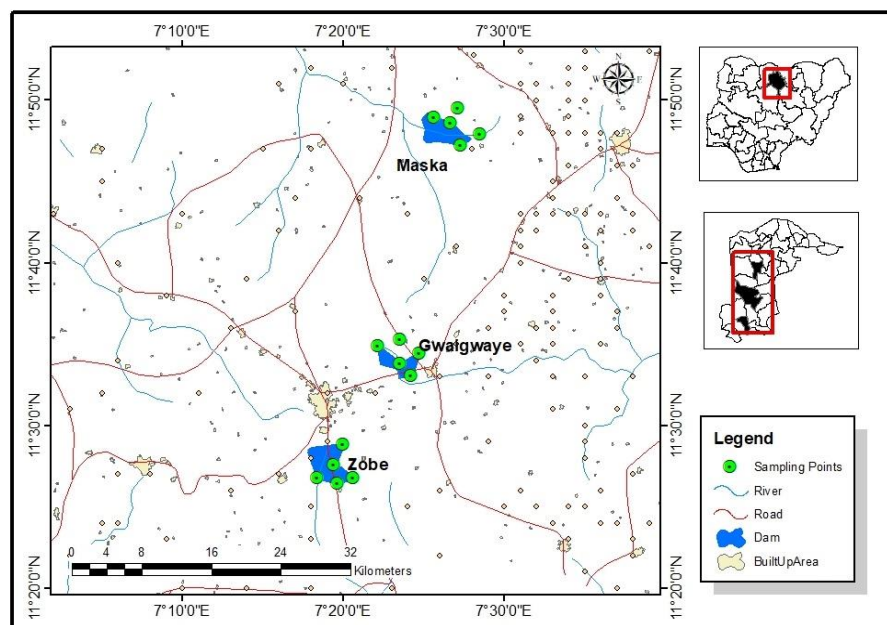 7°10'0"E 7°20'0"E 7°30'0"E
11°50'0"N 11°50'0"N
N
W E
S
Maska
11°40'0"N 11°40'0"N
Gwaigwaye
11°30'0"N 11°30'0"N
Zobe
0 4 8 16 24 32
Kilometers
11°20'0"N 11°20'0"N
7°10'0"E 7°20'0"E 7°30'0"E
Legend
Sampling Points
River
Road
Dam
BuiltUpArea